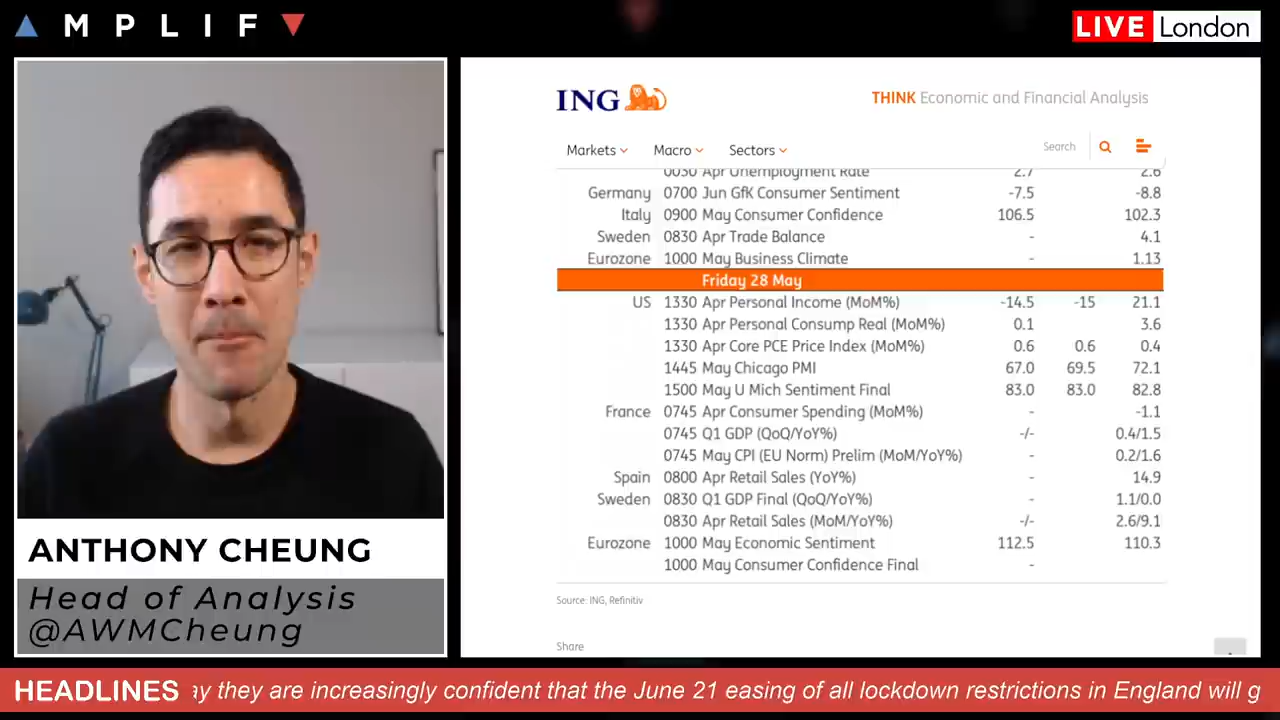 AMPLIFY
LIVE London
ING
THINK Economic and Financial Analysis
Markets Macro Sectors Search
0030 Apr Unemployment Rate 2.7 2.6
Germany 0700 Jun GfK Consumer Sentiment -7.5 -8.8
Italy 0900 May Consumer Confidence 106.5 102.3
Sweden 0830 Apr Trade Balance - 4.1
Eurozone 1000 May Business Climate - 1.13
Friday 28 May
US 1330 Apr Personal Income (MoM%) -14.5 -15 21.1
1330 Apr Personal Consump Real (MoM%) 0.1 3.6
1330 Apr Core PCE Price Index (MoM%) 0.6 0.6 0.4
1445 May Chicago PMI 67.0 69.5 72.1
1500 May U Mich Sentiment Final 83.0 83.0 82.8
France 0745 Apr Consumer Spending (MoM%) - -1.1
0745 Q1 GDP (QoQ/YoY%) -/- 0.4/1.5
0745 May CPI (EU Norm) Prelim (MoM/YoY%) - 0.2/1.6
Spain 0800 Apr Retail Sales (YoY%) - 14.9
Sweden 0830 Q1 GDP Final (QoQ/YoY%) - 1.1/0.0
0830 Apr Retail Sales (MoM/YoY%) -/- 2.6/9.1
Eurozone 1000 May Economic Sentiment 112.5 110.3
1000 May Consumer Confidence Final -
Source: ING, Refinitiv
Share
ANTHONY CHEUNG
Head of Analysis
@AWMCheung
HEADLINES ay they are increasingly confident that the June 21 easing of all lockdown restrictions in England will g